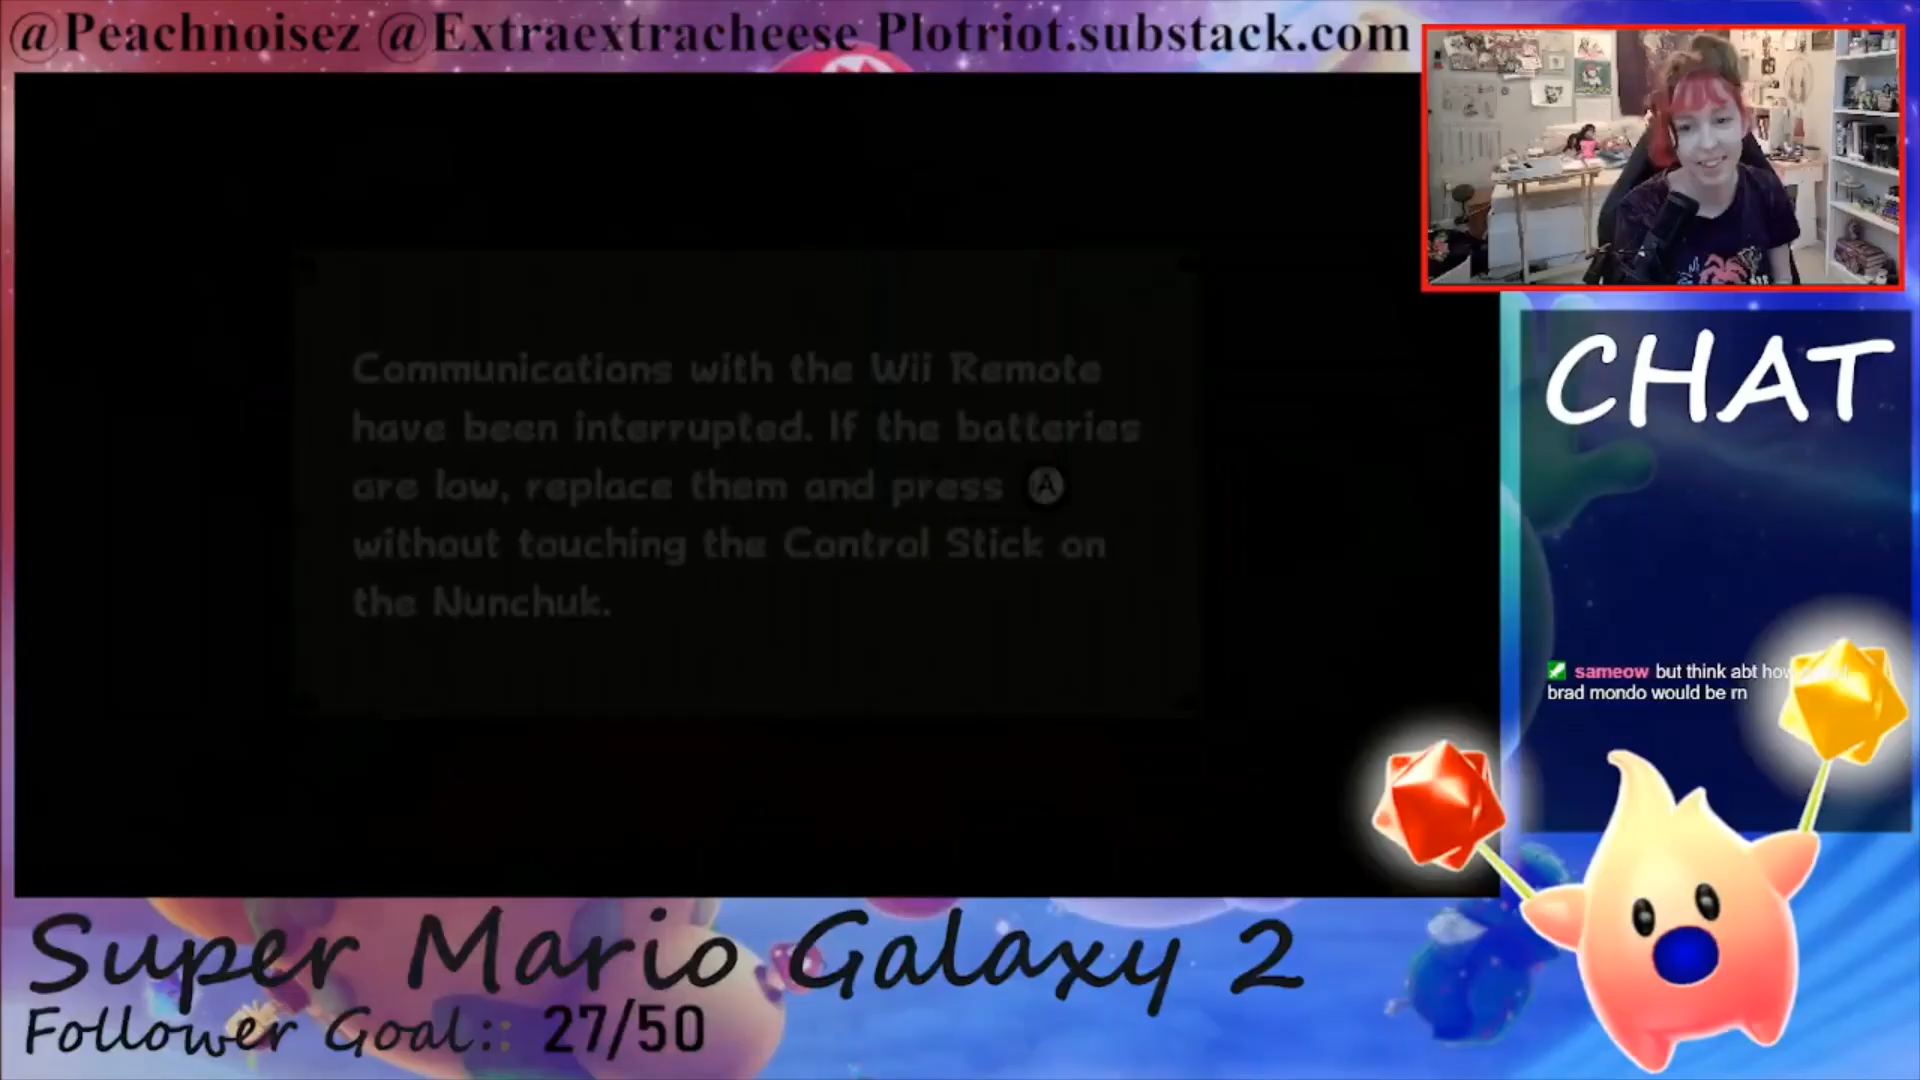 @Peachnoisez @Extraextracheese Plotriot.substack.com
Communications with the Wii Remote
have been interrupted. If the batteries
are low, replace them and press A
without touching the Control Stick on
the Nunchuk.
CHAT
sameow but think abt
brad mondo would be rn
Super Mario Galaxy 2
Follower Goal:: 27/50